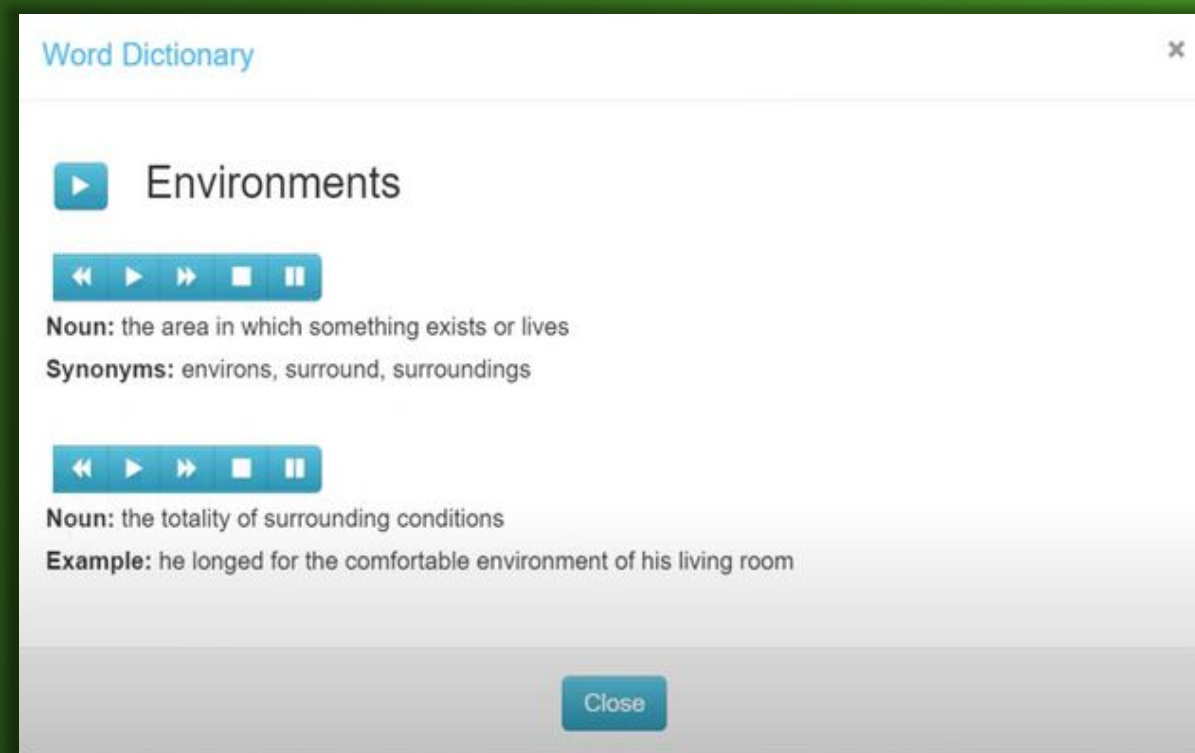 Word Dictionary
Environments
Noun: the area in which something exists or lives
Synonyms: environs, surround, surroundings
Noun: the totality of surrounding conditions
Example: he longed for the comfortable environment of his living room
Close